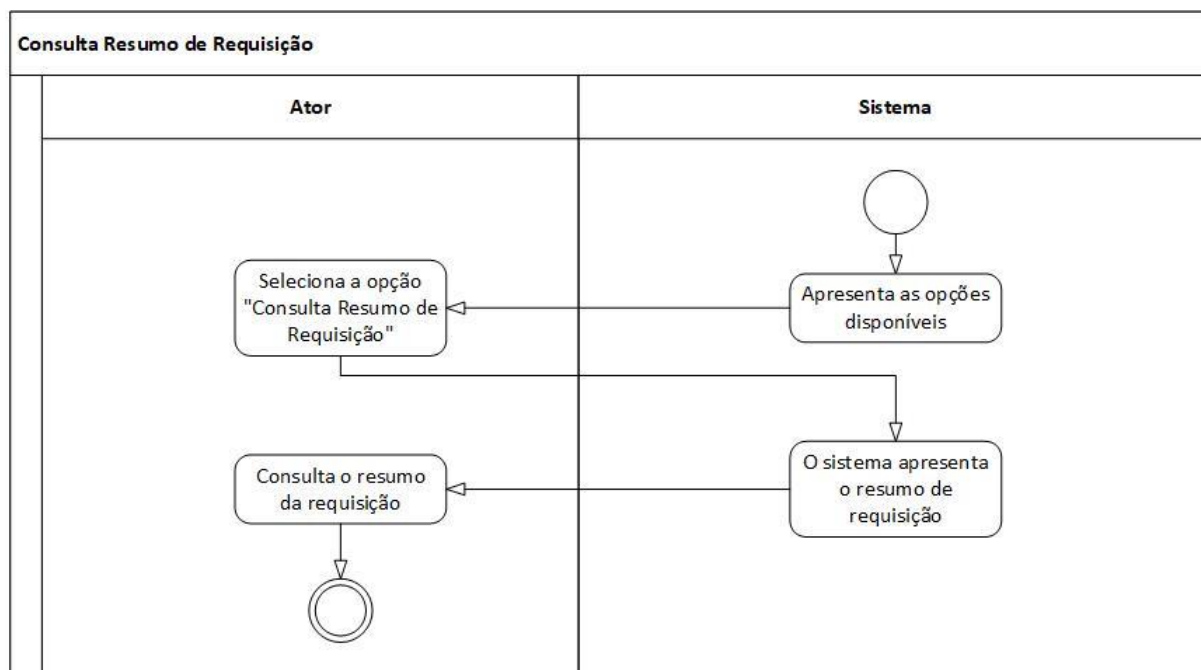 Consulta Resumo de Requisição
Ator
Sistema
Apresenta as opções
disponíveis
Seleciona a opção
"Consulta Resumo de
Requisição"
O sistema apresenta
o resumo de
requisição
Consulta o resumo
da requisição